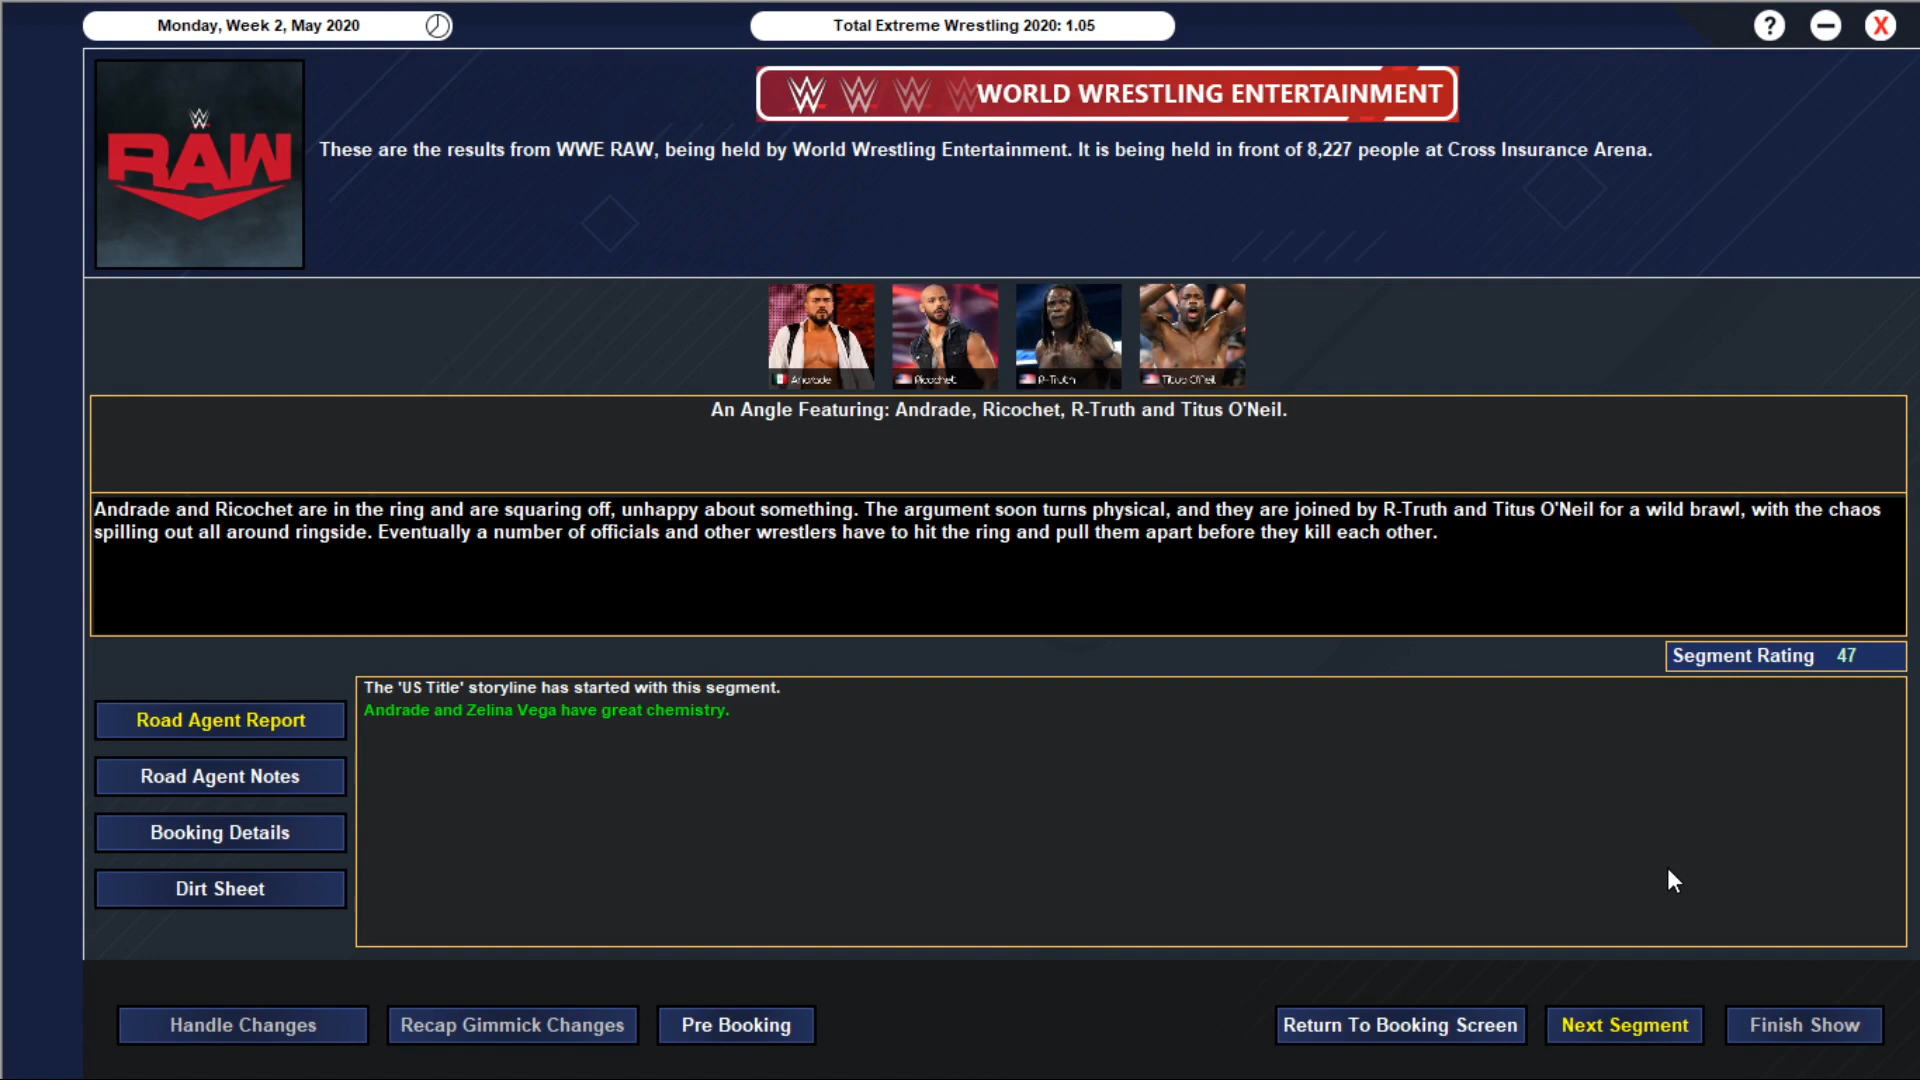 Monday, Week 2, May 2020
Total Extreme Wrestling 2020: 1.05
?
X
WORLD WRESTLING ENTERTAINMENT
RAW
These are the results from WWE RAW, being held by World Wrestling Entertainment. It is being held in front of 8,227 people at Cross Insurance Arena.
Andrade
Ricochet
R-Truth
Titus O'Neil
An Angle Featuring: Andrade, Ricochet, R-Truth and Titus O'Neil.
Andrade and Ricochet are in the ring and are squaring off, unhappy about something. The argument soon turns physical, and they are joined by R-Truth and Titus O'Neil for a wild brawl, with the chaos
spilling out all around ringside. Eventually a number of officials and other wrestlers have to hit the ring and pull them apart before they kill each other.
Segment Rating 47
The 'US Title' storyline has started with this segment.
Andrade and Zelina Vega have great chemistry.
Road Agent Report
Road Agent Notes
Booking Details
Dirt Sheet
Handle Changes
Recap Gimmick Changes
Pre Booking
Return To Booking Screen
Next Segment
Finish Show